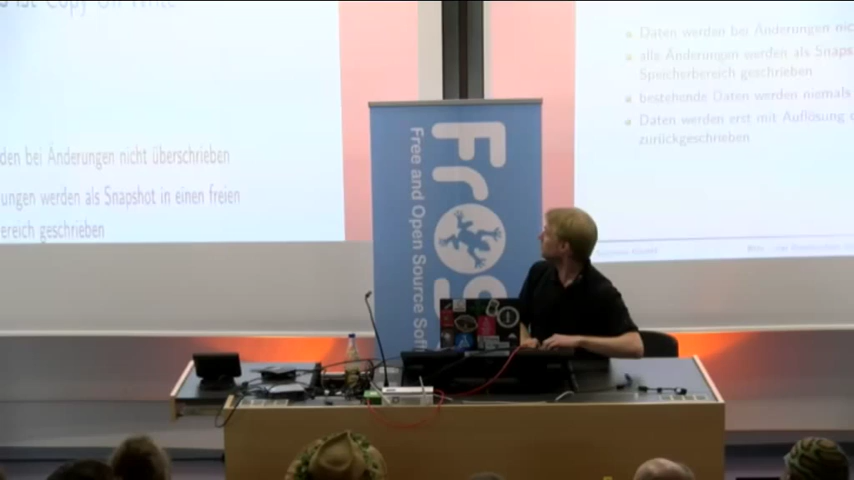 ist Copy On Write
den bei Änderungen nicht überschrieben
ungen werden als Snapshot in einen freien
ereich geschrieben
FrOS
Free and Open Source Soft
Daten werden bei Änderungen nic
alle Änderungen werden als Snaps
Speicherbereich geschrieben
bestehende Daten werden niemals
Daten werden erst mit Auflösung
zurückgeschrieben